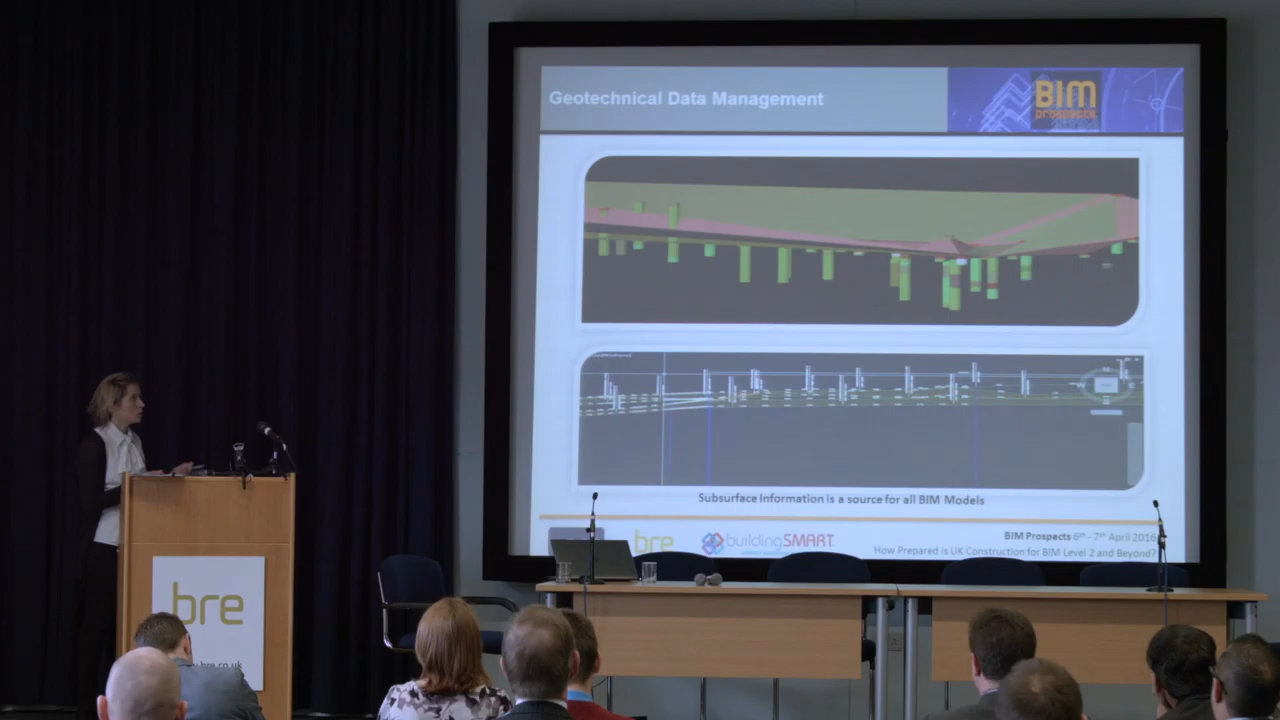 Geotechnical Data Management
BIM
prospects
Subsurface Information is a source for all BIM Models
bre
buildingSMART
BIM Prospects 6th - 7th April 2016
How Prepared is UK Construction for BIM Level 2 and Beyond?
bre
.bre.co.uk